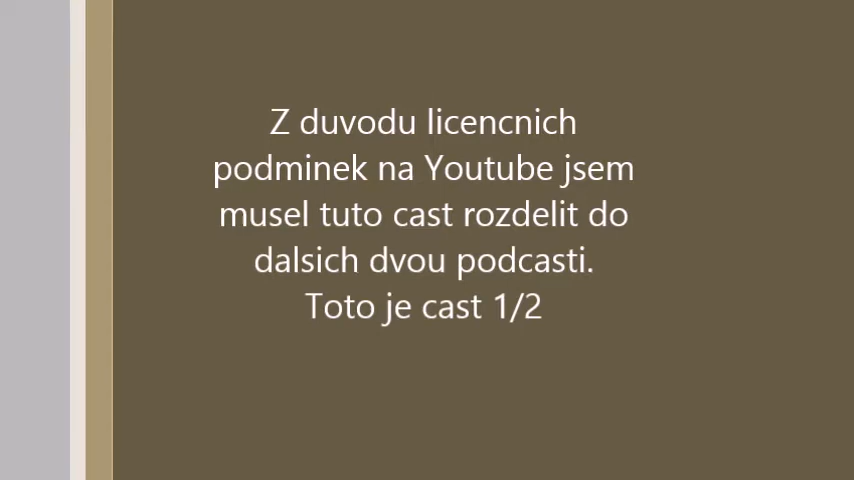 Z duvodu licencnich
podminek na Youtube jsem
musel tuto cast rozdelit do
dalsich dvou podcasti.
Toto je cast 1/2